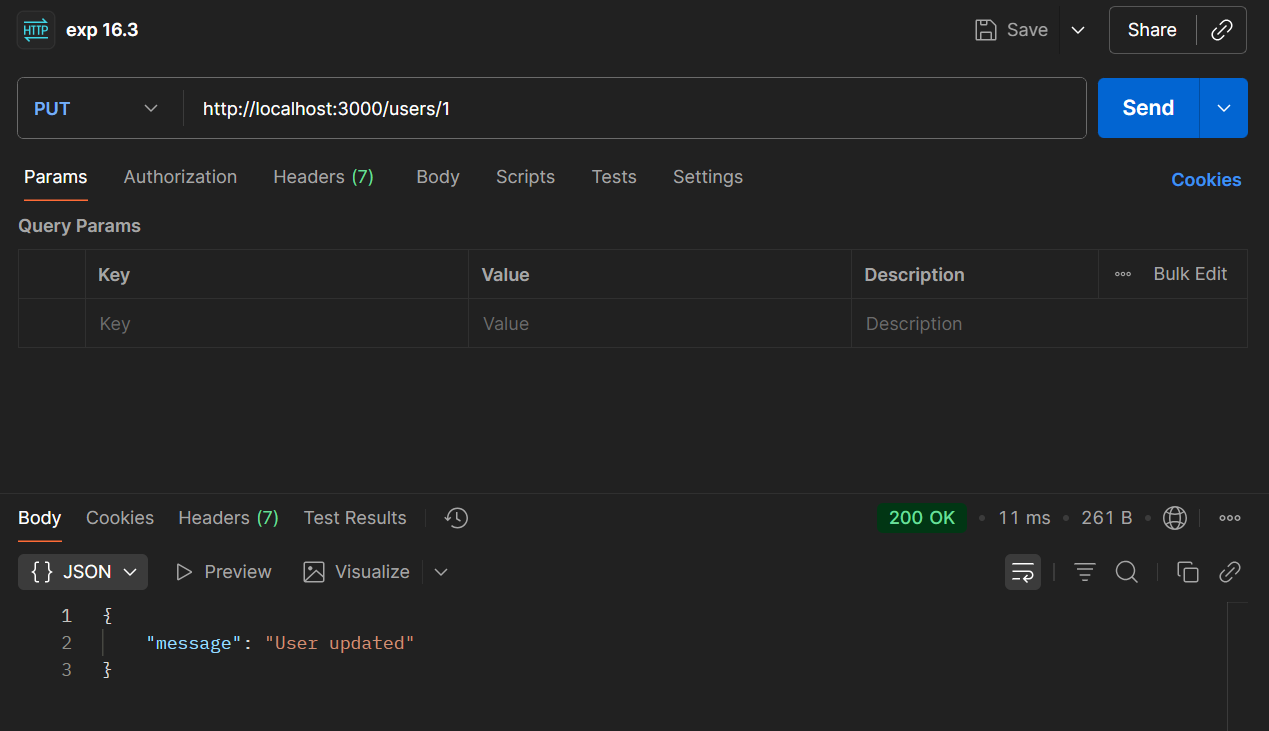 HTTP exp 16.3 Save Share
PUT http://localhost:3000/users/1 Send
Params Authorization Headers (7) Body Scripts Tests Settings Cookies
Query Params
Key Value Description Bulk Edit
Key Value Description
Body Cookies Headers (7) Test Results 200 OK • 11 ms • 261 B •
{} JSON Preview Visualize
1 {
2 "message": "User updated"
3 }